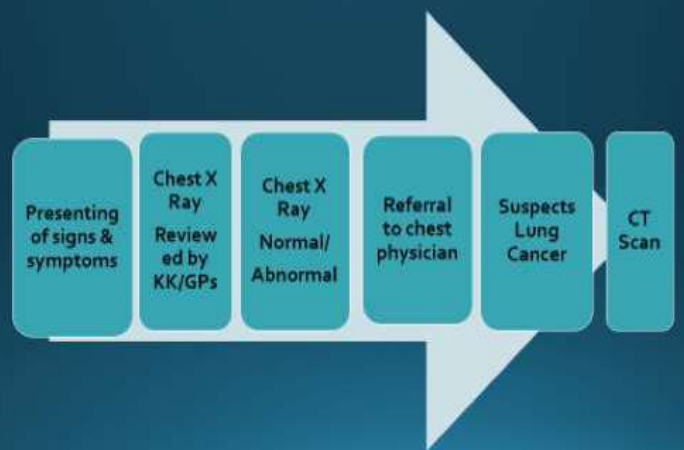 Presenting
of signs &
symptoms
Chest X
Ray
Review
ed by
KK/GPs
Chest X
Ray
Normal/
Abnormal
Referral
to chest
physician
Suspects
Lung
Cancer
CT
Scan